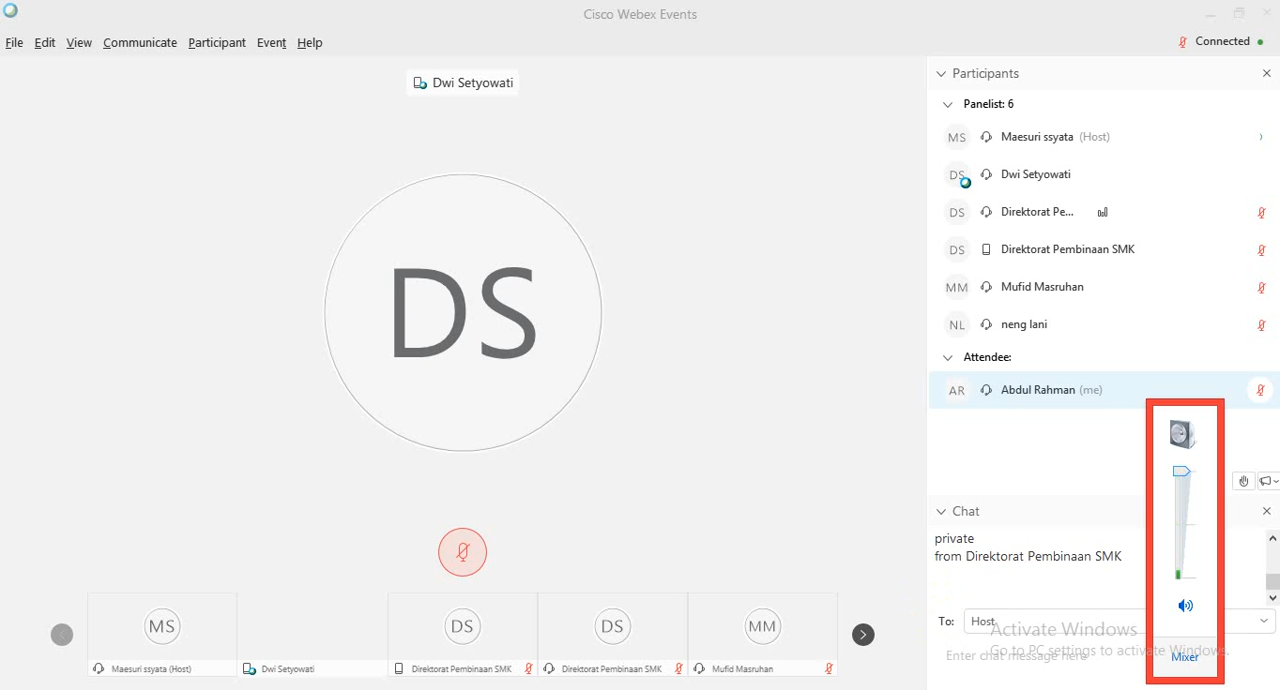 Cisco Webex Events
File Edit View Communicate Participant Event Help
Connected
Dwi Setyowati
DS
Participants
Panelist: 6
MS Maesuri ssyata (Host)
DS Dwi Setyowati
DS Direktorat Pe...
DS Direktorat Pembinaan SMK
MM Mufid Masruhan
NL neng lani
Attendee:
AR Abdul Rahman (me)
Chat
private
from Direktorat Pembinaan SMK
To: Host
Enter chat message here
Activate Windows
Go to PC settings to activate Windows.
Mixer
MS
Maesuri ssyata (Host)
Dwi Setyowati
DS
Direktorat Pembinaan SMK
DS
Direktorat Pembinaan SMK
MM
Mufid Masruhan